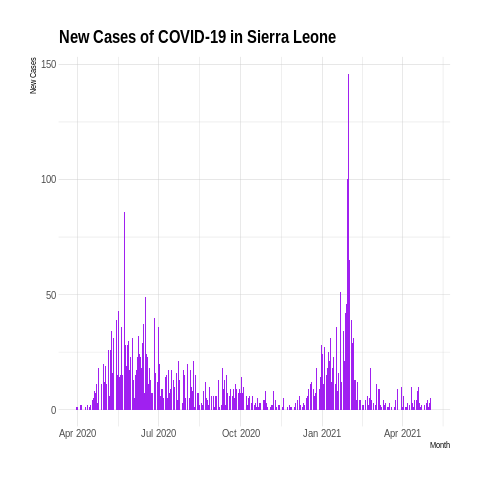 New Cases of COVID-19 in Sierra Leone
New Cases
150
100
50
0
Apr 2020 Jul 2020 Oct 2020 Jan 2021 Apr 2021
Month